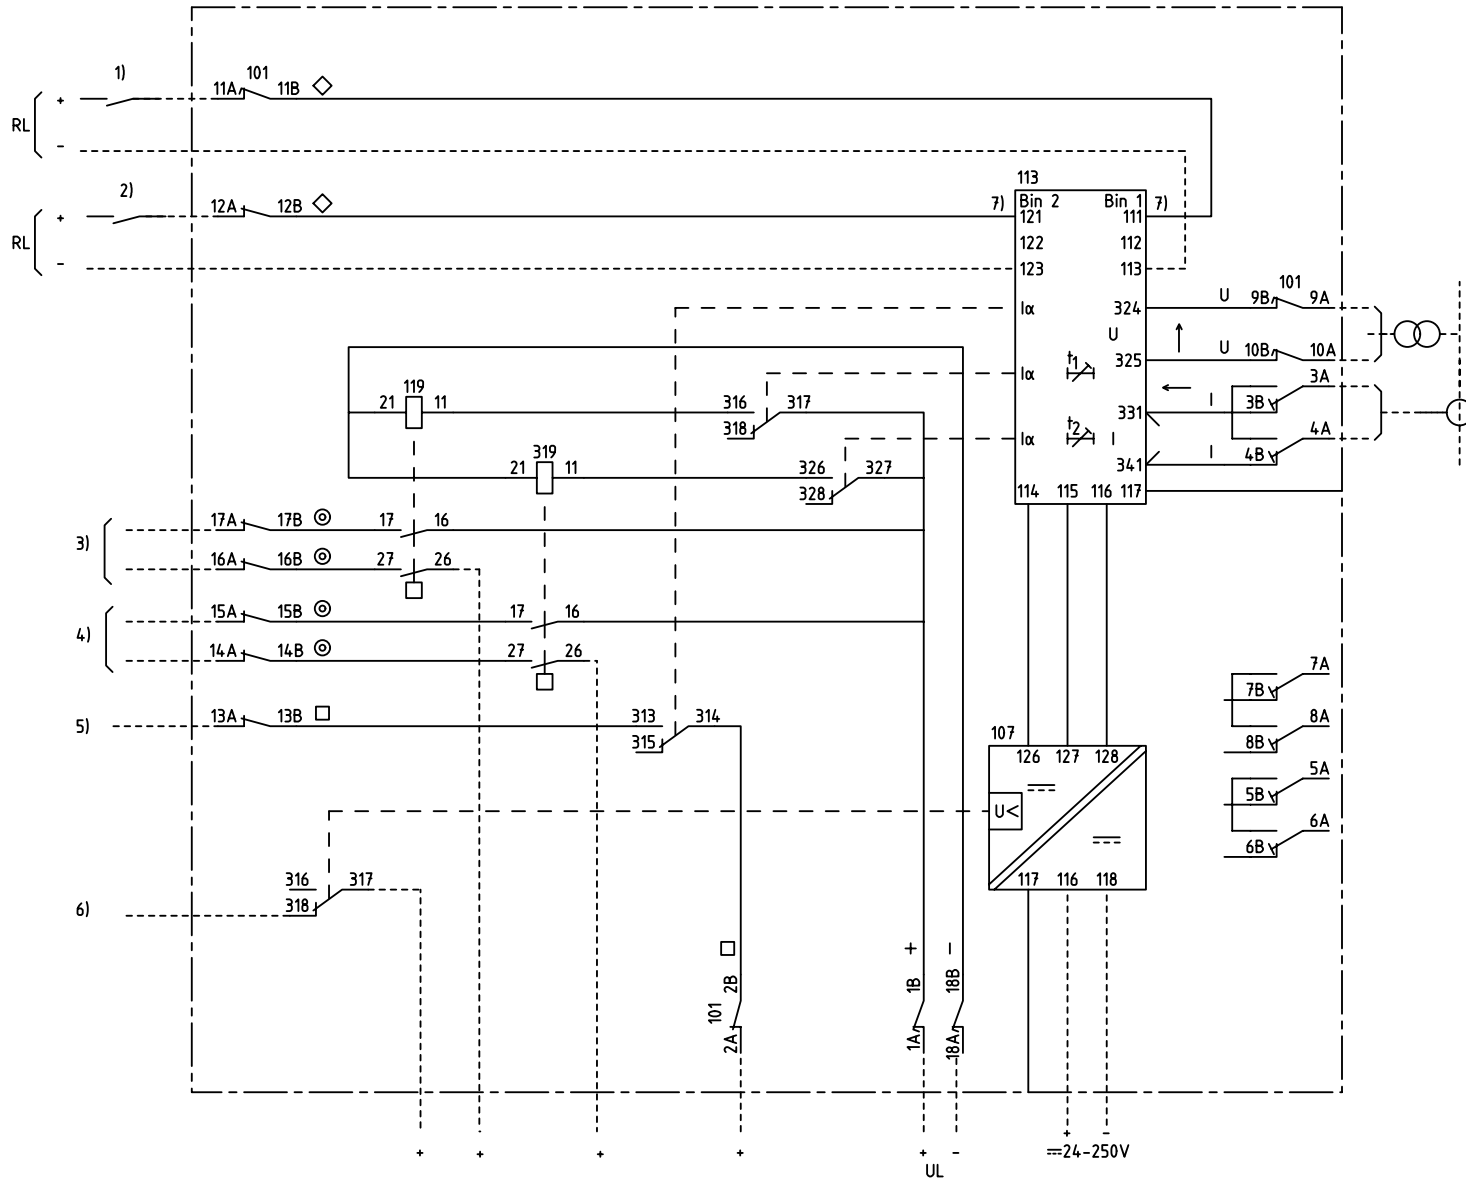 1) 101
11A 11B
+
RL
-
2)
12A 12B
+
RL
-
113
7) Bin 2 Bin 1 7)
121 111
122 112
123 113
101
U 9B 9A
Iα 324
U
U 10B 10A
325
t1
Iα
3A
119
21 11 316 317 331 I 3B
318
t2
4A
Iα I
319
21 11 326 327 341 I 4B
328
114 115 116 117
17A 17B 17 16
3)
16A 16B 27 26
15A 15B 17 16
4)
14A 14B 27 26
7A
7B
13A 13B 313 314
5)
315
8A
8B
107
126 127 128
5A
5B
U<
6A
6B
117 116 118
316 317
6) 318
+ -
2B 1B 18B
101
2A 1A 18A
+ -
+ + + + + - ⎓24-250V
UL